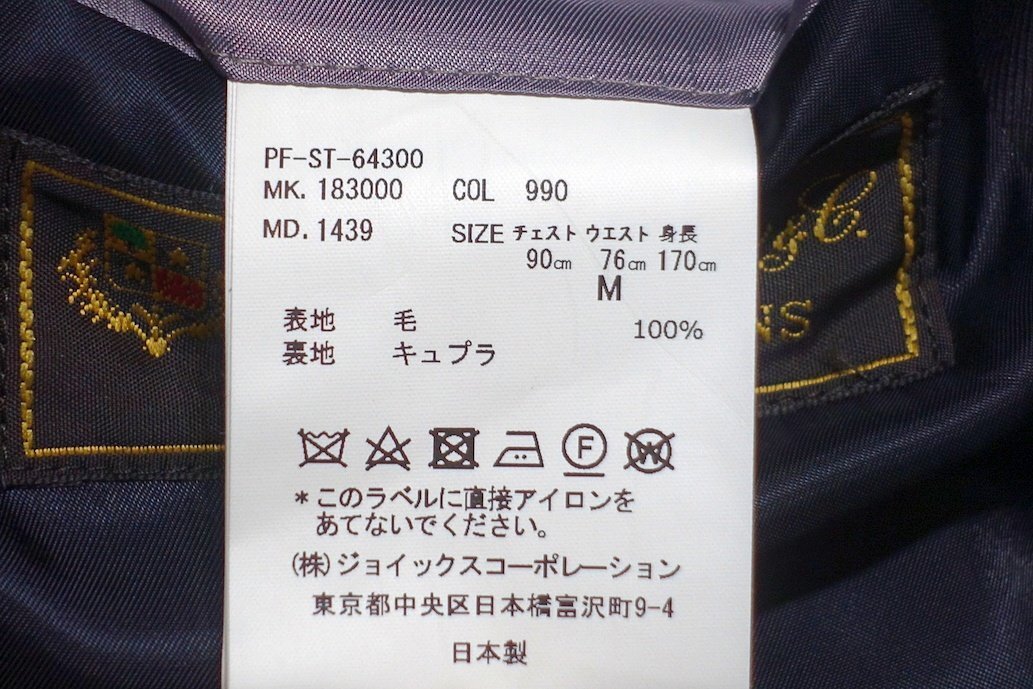 PF-ST-64300
MK. 183000 COL 990
MD. 1439 SIZE チェスト ウエスト 身長
90㎝ 76㎝ 170㎝
M
表地 毛 100%
裏地 キュプラ
F W
＊このラベルに直接アイロンを
あてないでください。
(株)ジョイックスコーポレーション
東京都中央区日本橋富沢町9-4
日本製